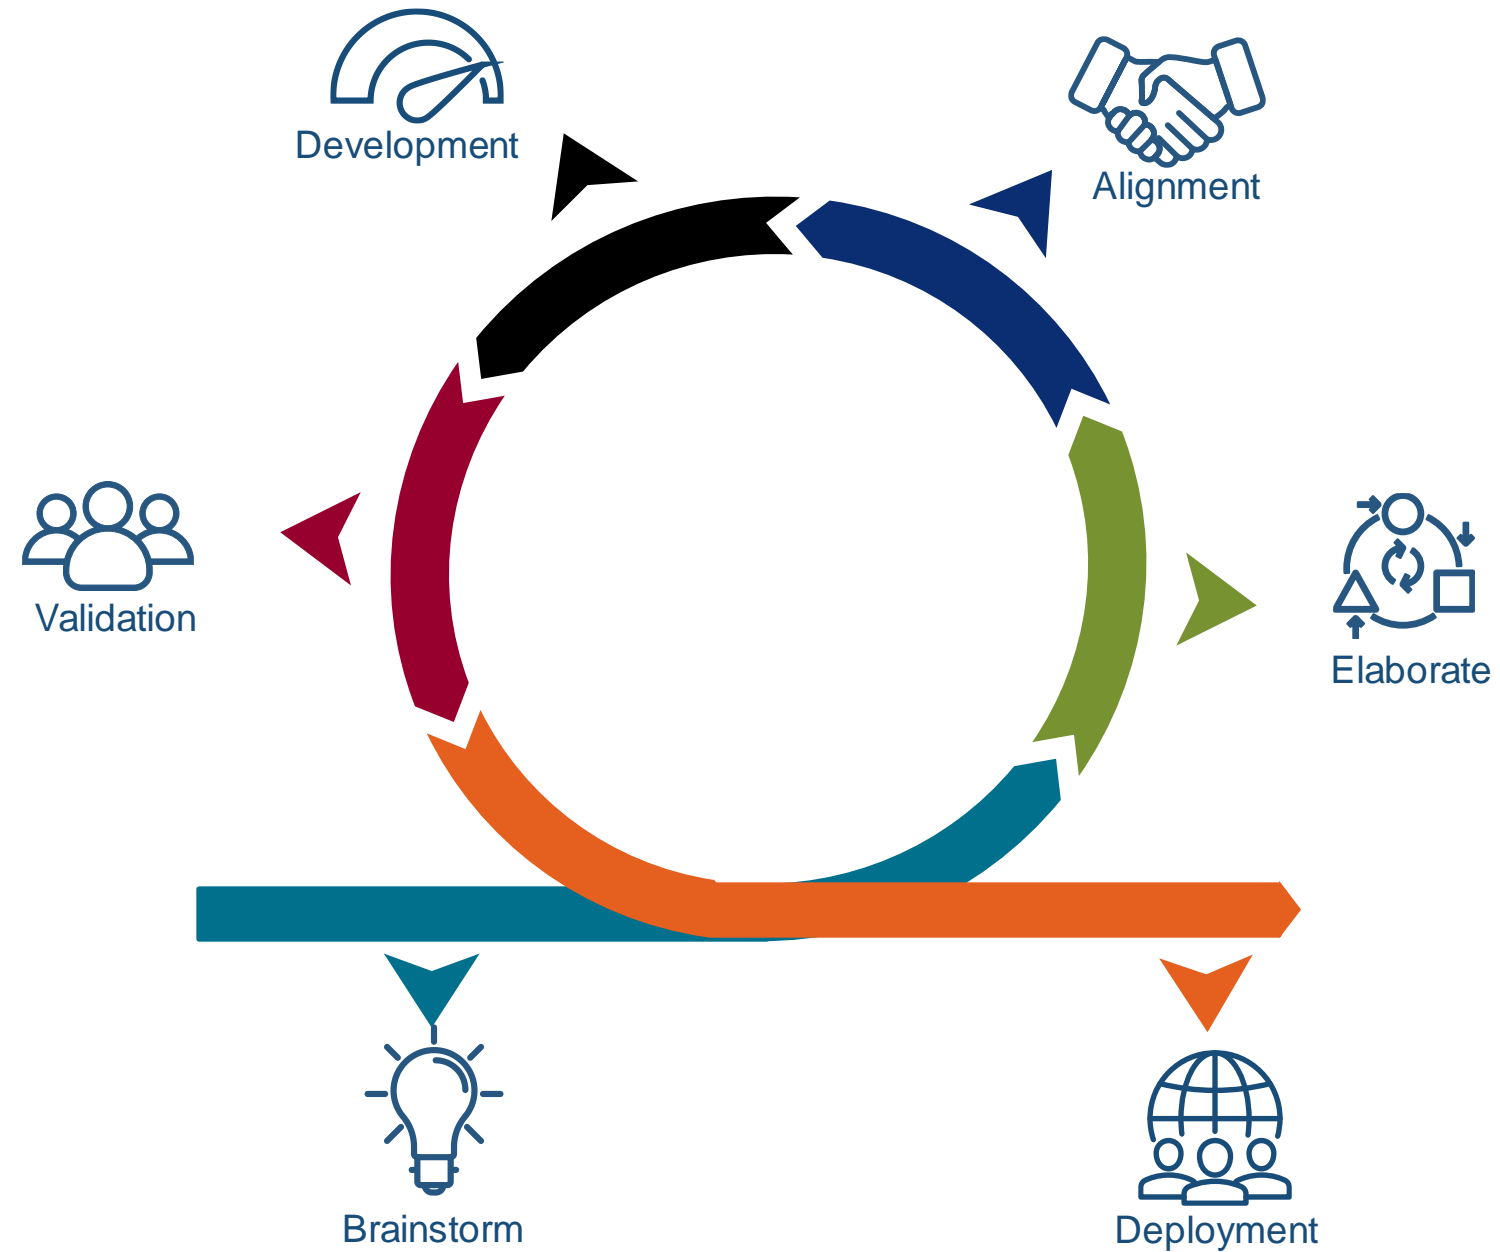 Development
Alignment
Validation
Elaborate
Brainstorm
Deployment